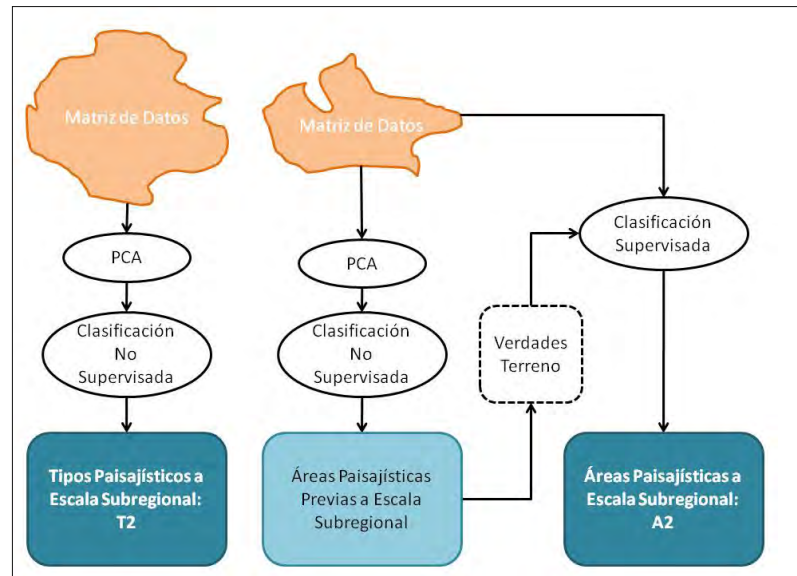 Matriz de Datos
PCA
Clasificación
No
Supervisada
Tipos Paisajísticos a
Escala Subregional:
T2
Matriz de Datos
PCA
Clasificación
No
Supervisada
Áreas Paisajísticas
Previas a Escala
Subregional
Verdades
Terreno
Clasificación
Supervisada
Áreas Paisajísticas a
Escala Subregional:
A2